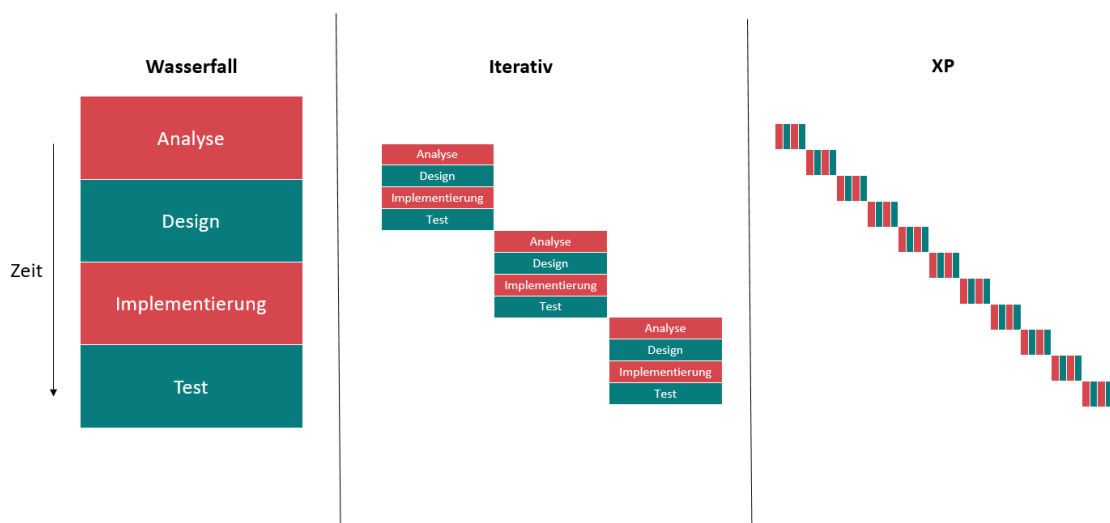 Wasserfall
Analyse
Design
Implementierung
Test
Zeit
Iterativ
Analyse
Design
Implementierung
Test
Analyse
Design
Implementierung
Test
Analyse
Design
Implementierung
Test
XP